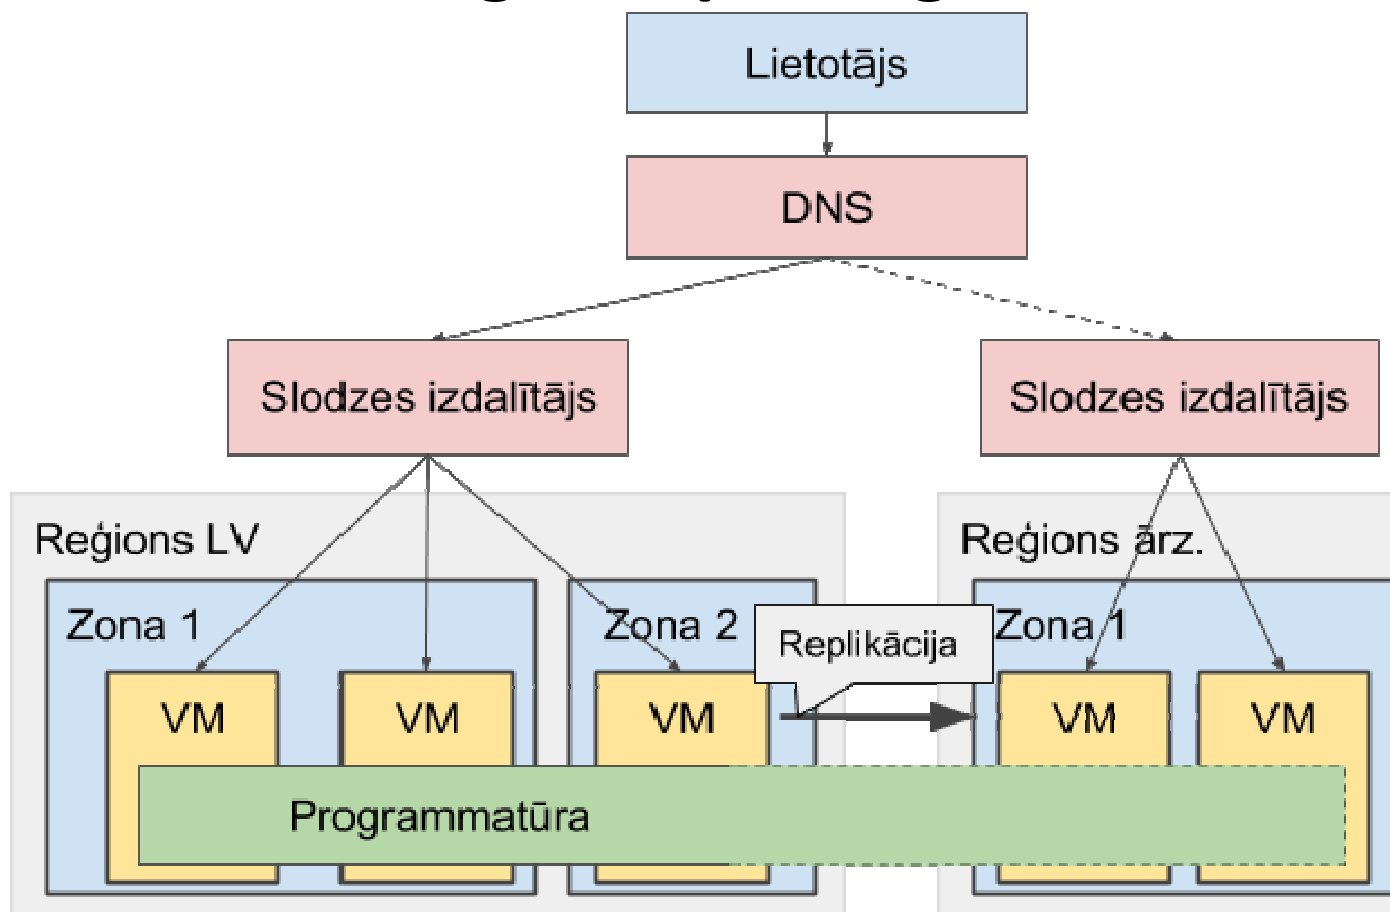 Lietotājs
DNS
Slodzes izdalītājs
Slodzes izdalītājs
Reģions LV
Reģions ārz.
Zona 1
Zona 2
Replikācija
Zona 1
VM
VM
VM
VM
VM
Programmatūra